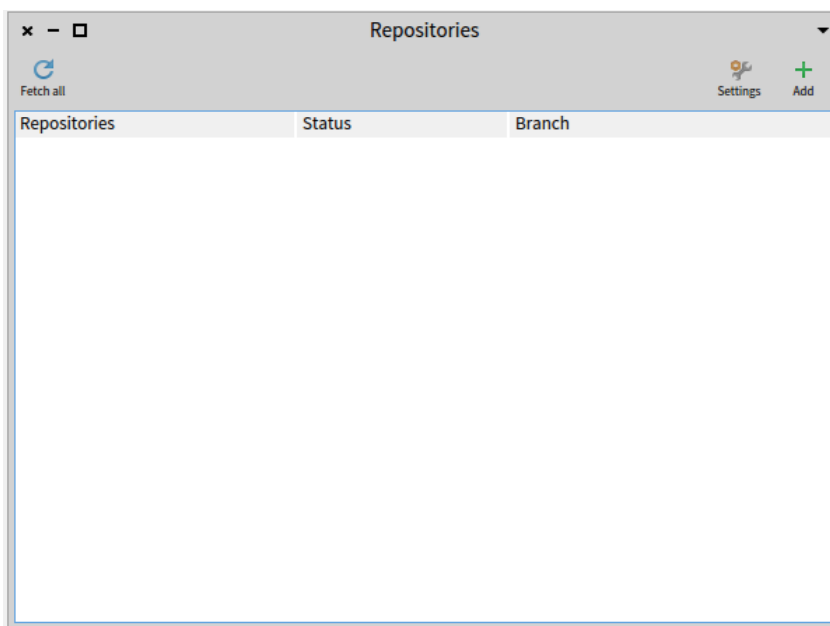 Repositories
Fetch all
Settings
Add
Repositories
Status
Branch